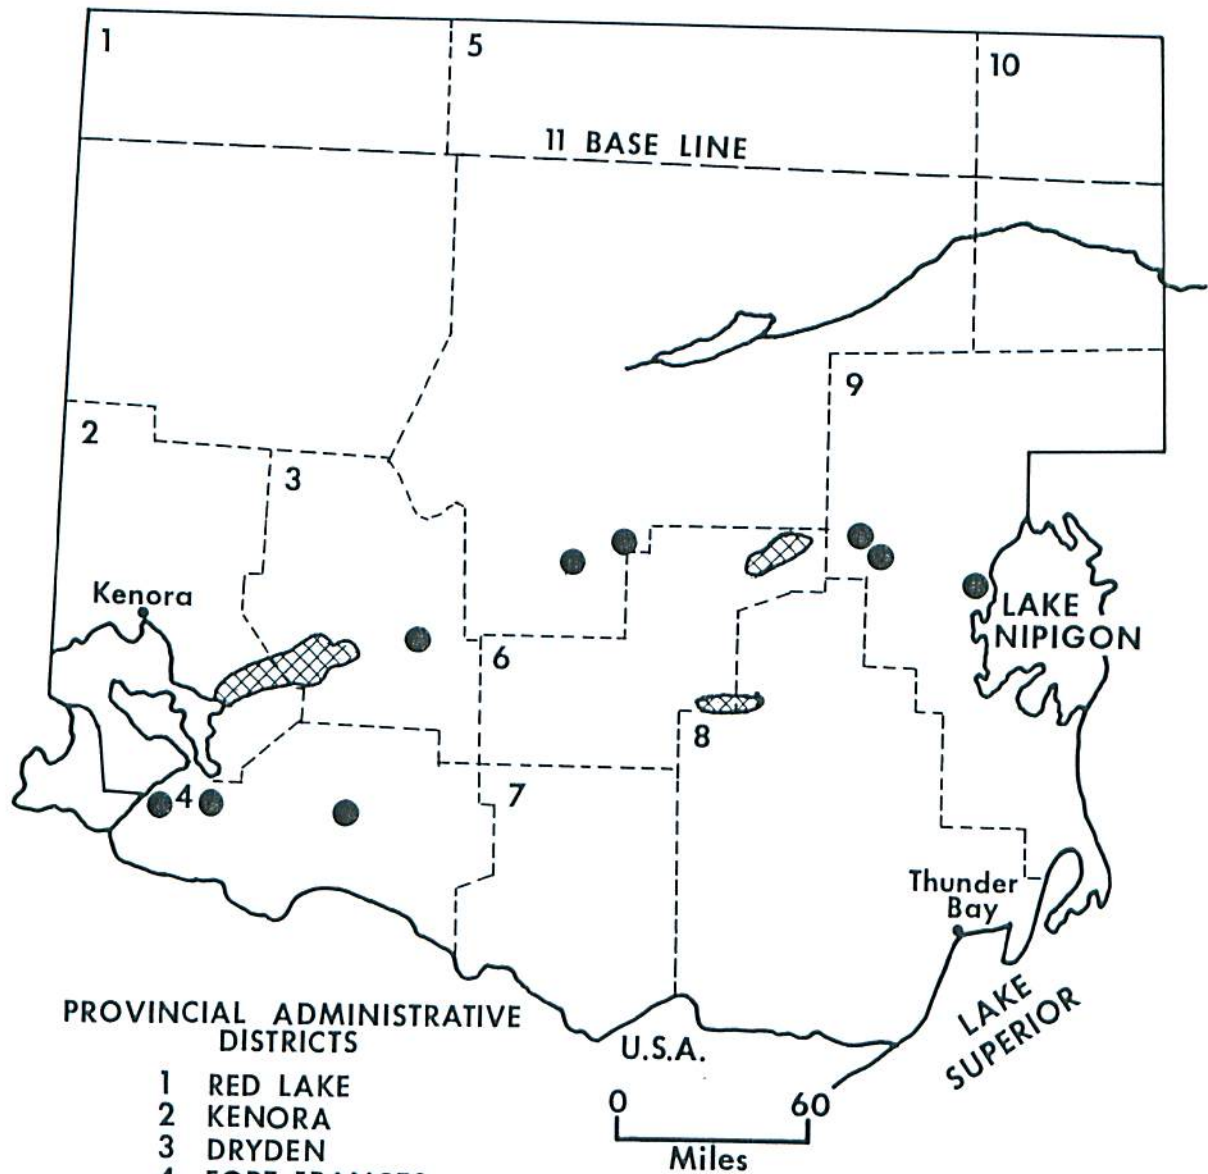 1
5
10
11 BASE LINE
9
2
3
Kenora
LAKE
NIPIGON
6
8
4
7
Thunder
Bay
LAKE
SUPERIOR
PROVINCIAL ADMINISTRATIVE
DISTRICTS
U.S.A.
1 RED LAKE
2 KENORA
3 DRYDEN
0 60
Miles